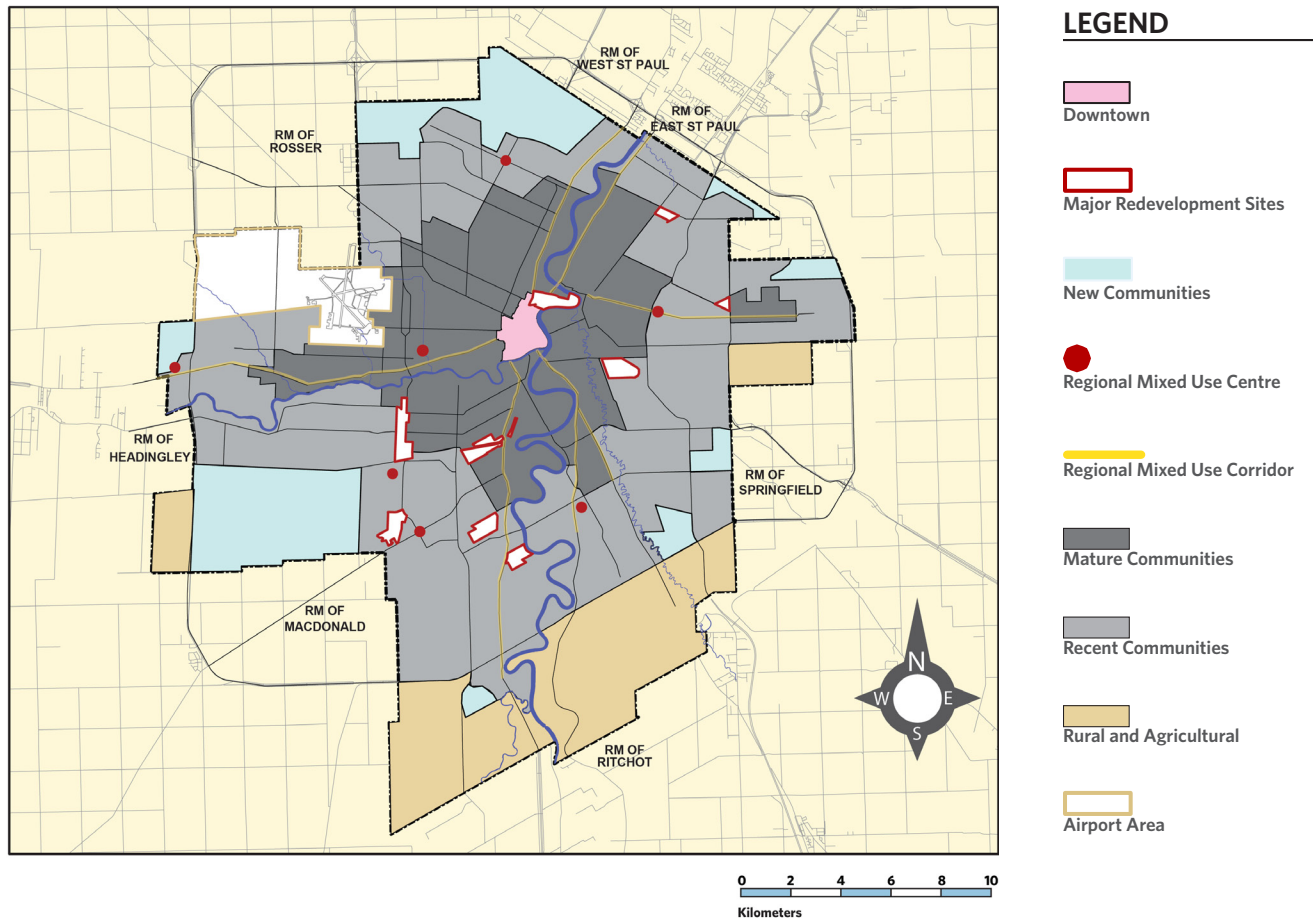 RM OF
WEST ST PAUL
RM OF
EAST ST PAUL
RM OF
ROSSER
RM OF
HEADINGLEY
RM OF
SPRINGFIELD
RM OF
MACDONALD
RM OF
RITCHOT
N
W
E
S
0 2 4 6 8 10
Kilometers
LEGEND
Downtown
Major Redevelopment Sites
New Communities
Regional Mixed Use Centre
Regional Mixed Use Corridor
Mature Communities
Recent Communities
Rural and Agricultural
Airport Area